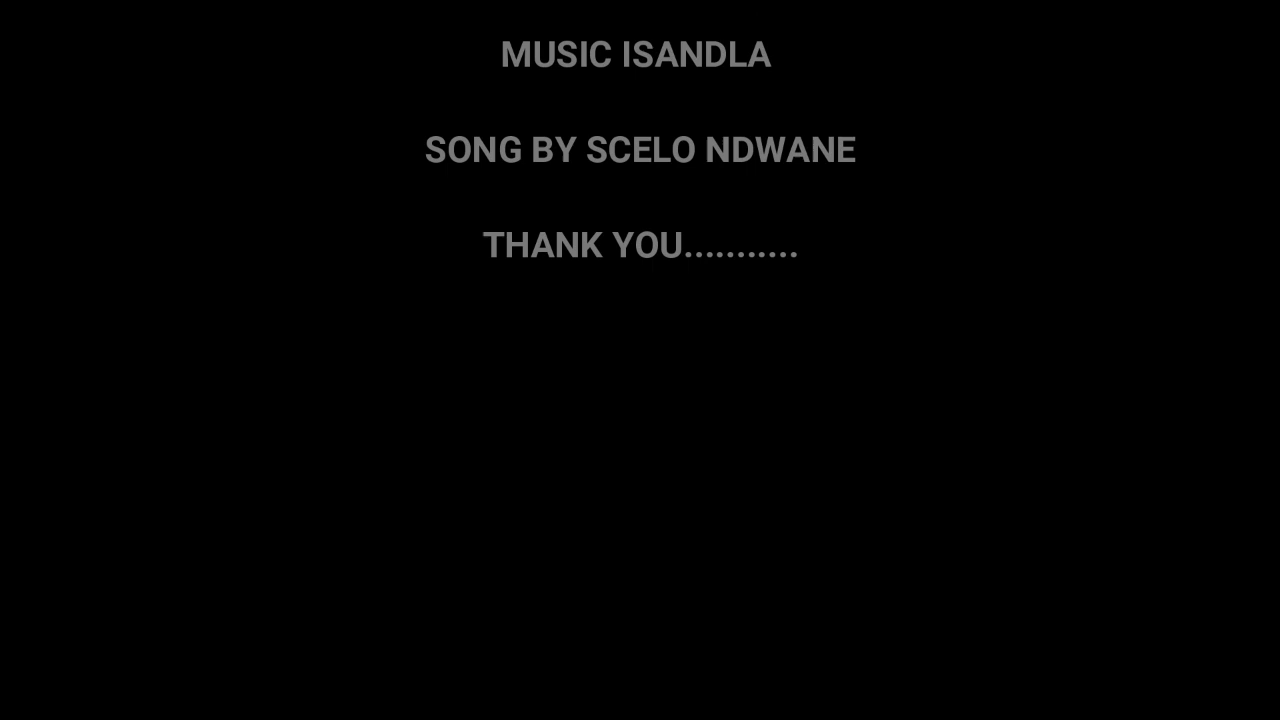 MUSIC ISANDLA
SONG BY SCELO NDWANE
THANK YOU...........